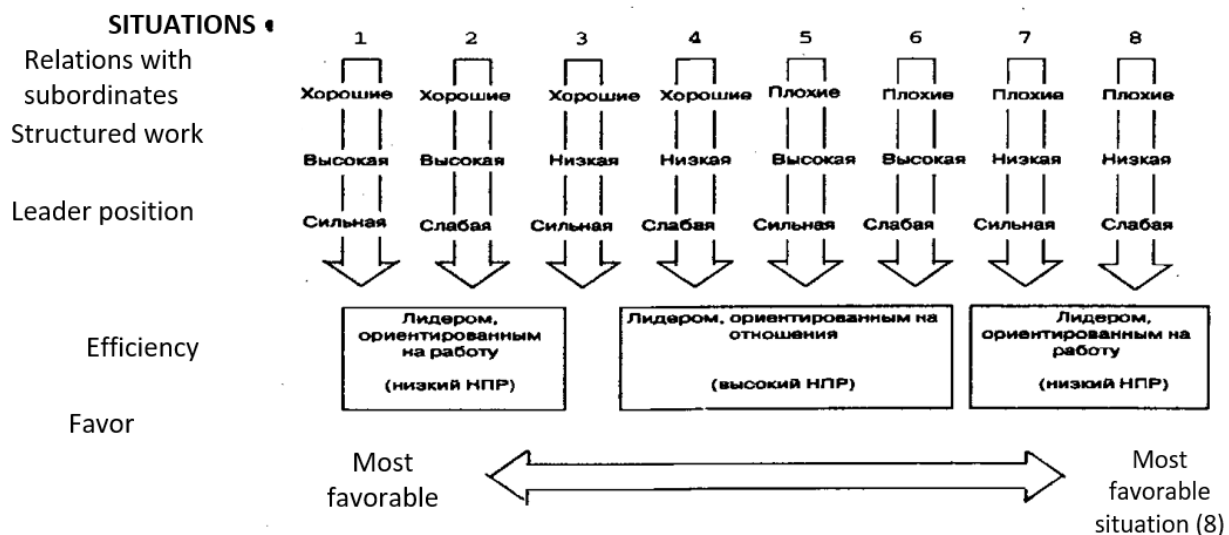 SITUATIONS
1 2 3 4 5 6 7 8
Relations with
subordinates
Хорошие Хорошие Хорошие Хорошие Плохие Плохие Плохие Плохие
Structured work
Высокая Высокая Низкая Низкая Высокая Высокая Низкая Низкая
Leader position
Сильная Слабая Сильная Слабая Сильная Слабая Сильная Слабая
Efficiency
Лидером,
ориентированным
на работу
(низкий НПР)
Лидером, ориентированным на
отношения
(высокий НПР)
Лидером,
ориентированным на
работу
(низкий НПР)
Favor
Most
favorable
Most
favorable
situation (8)